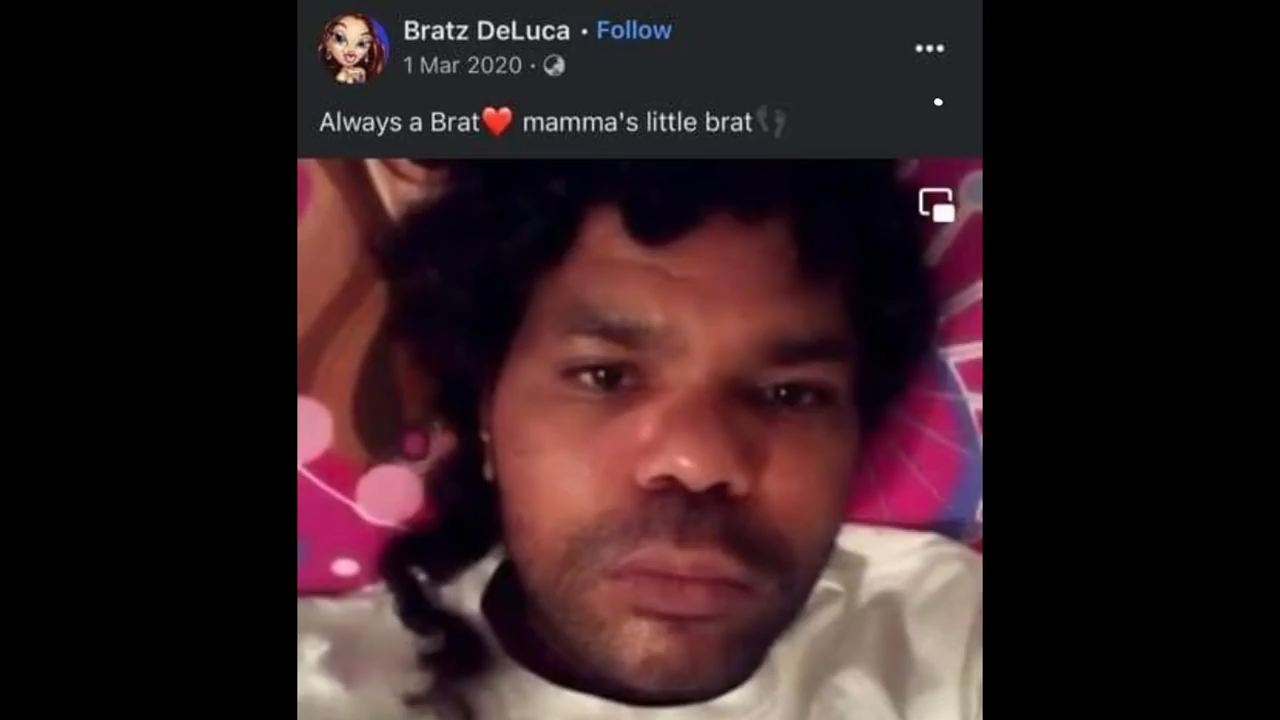 Bratz DeLuca • Follow
1 Mar 2020 ·
Always a Brat❤️ mamma's little brat👣